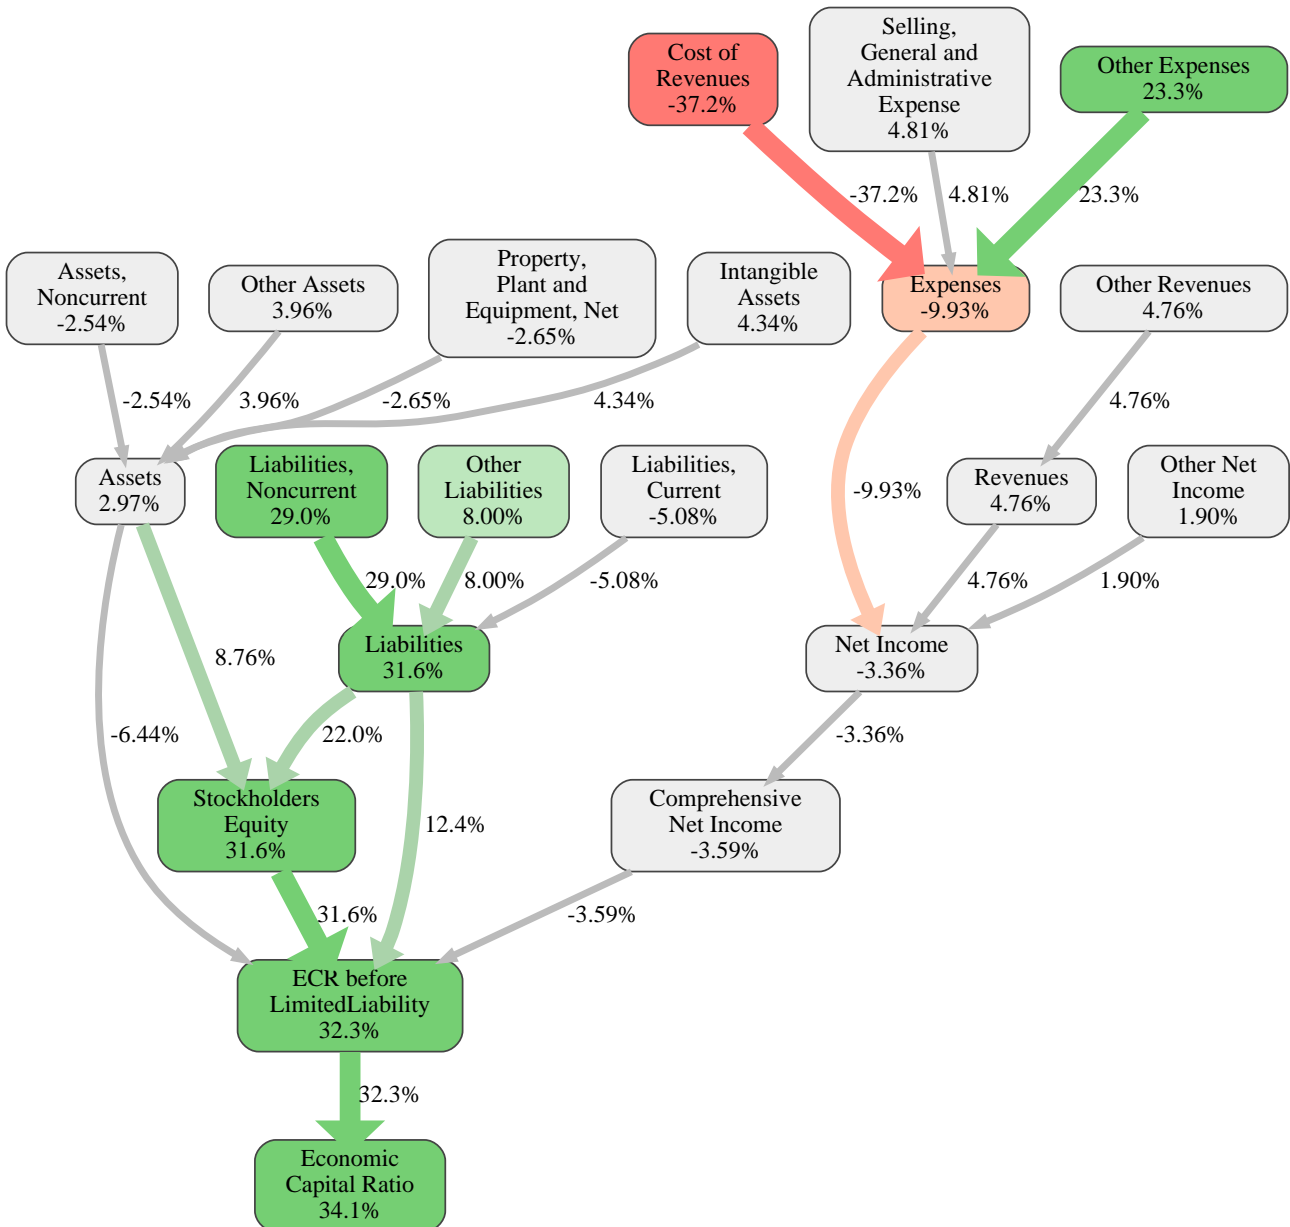 Cost of
Revenues
-37.2%
Selling,
General and
Administrative
Expense
4.81%
Other Expenses
23.3%
-37.2%
4.81%
23.3%
Assets,
Noncurrent
-2.54%
Other Assets
3.96%
Property,
Plant and
Equipment, Net
-2.65%
Intangible
Assets
4.34%
Expenses
-9.93%
Other Revenues
4.76%
-2.54%
3.96%
-2.65%
4.34%
4.76%
Assets
2.97%
Liabilities,
Noncurrent
29.0%
Other
Liabilities
8.00%
Liabilities,
Current
-5.08%
-9.93%
Revenues
4.76%
Other Net
Income
1.90%
29.0%
8.00%
-5.08%
4.76%
1.90%
8.76%
Liabilities
31.6%
Net Income
-3.36%
-6.44%
22.0%
-3.36%
Stockholders
Equity
31.6%
12.4%
Comprehensive
Net Income
-3.59%
31.6%
-3.59%
ECR before
LimitedLiability
32.3%
32.3%
Economic
Capital Ratio
34.1%